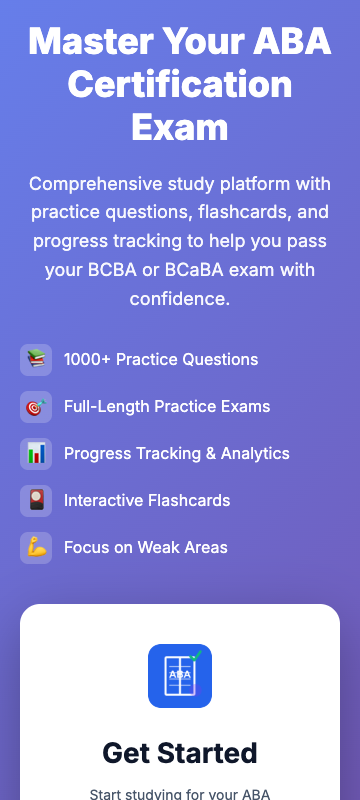 Master Your ABA
Certification
Exam
Comprehensive study platform with
practice questions, flashcards, and
progress tracking to help you pass
your BCBA or BCaBA exam with
confidence.
1000+ Practice Questions
Full-Length Practice Exams
Progress Tracking & Analytics
Interactive Flashcards
Focus on Weak Areas
ABA
Get Started
Start studying for your ABA